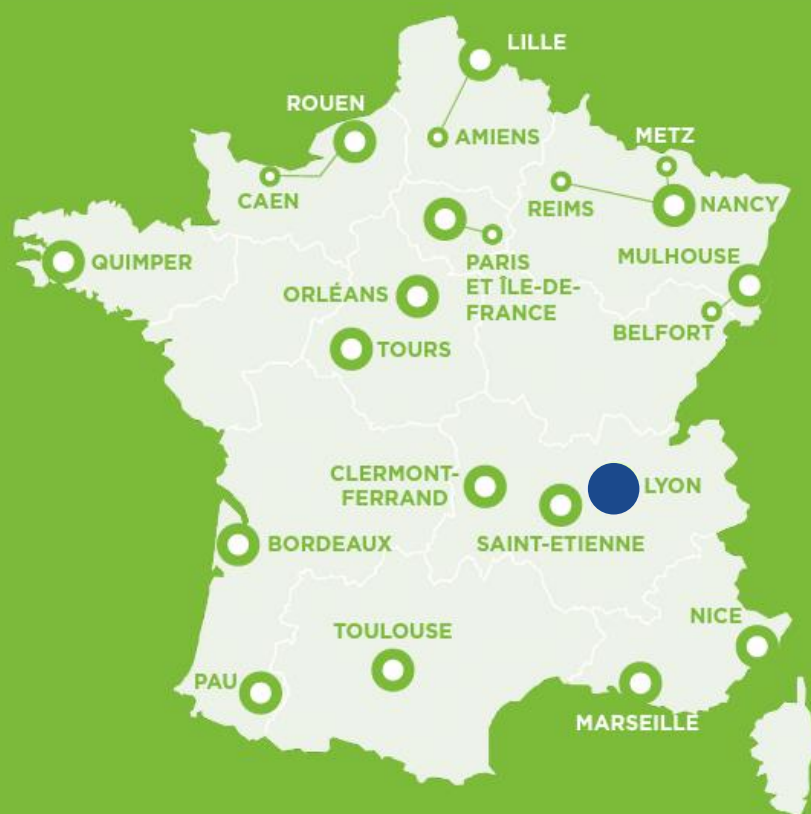 LILLE
ROUEN
AMIENS
METZ
CAEN
REIMS
NANCY
QUIMPER
MULHOUSE
PARIS
ET ÎLE-DE-
FRANCE
ORLÉANS
BELFORT
TOURS
CLERMONT-
FERRAND
LYON
SAINT-ETIENNE
BORDEAUX
NICE
TOULOUSE
PAU
MARSEILLE